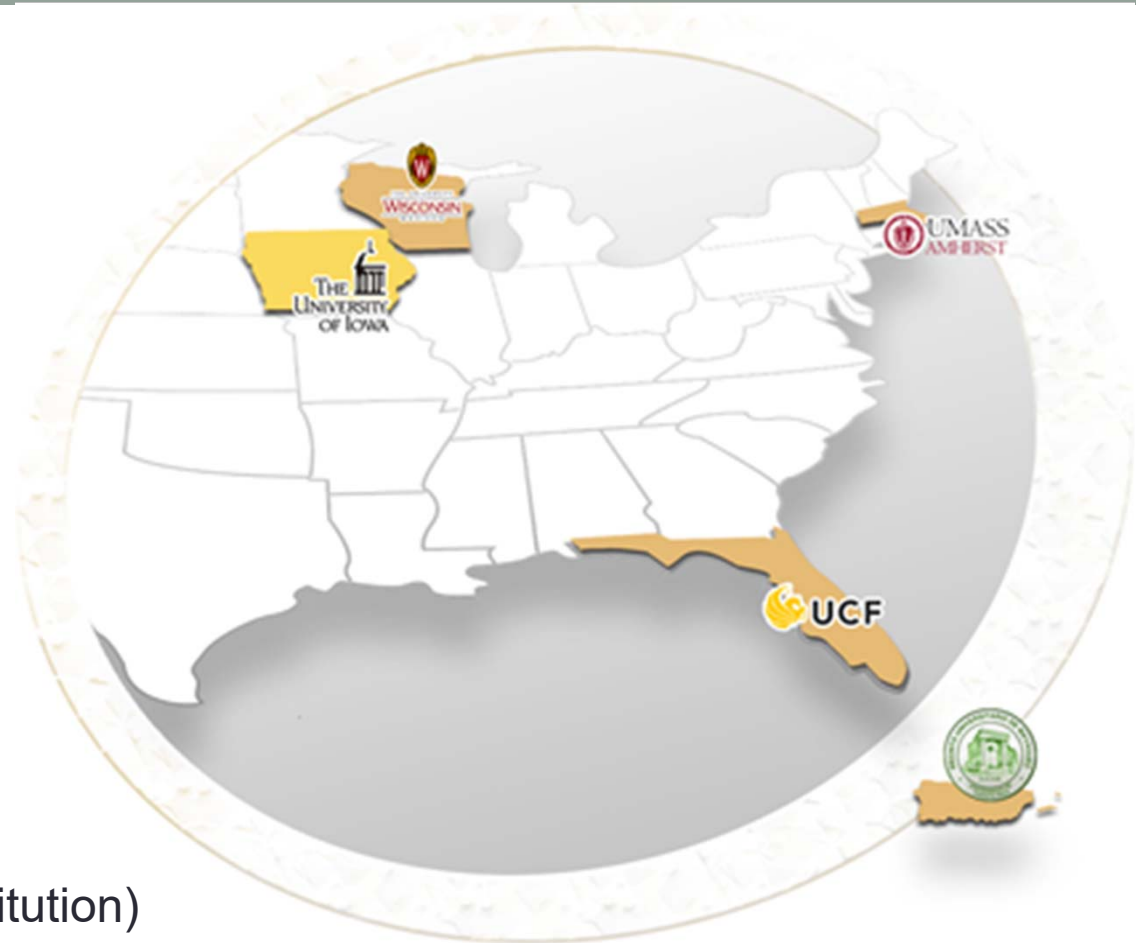 W
WISCONSIN
UMASS
AMHERST
THE
UNIVERSITY
OF IOWA
UCF
itution)